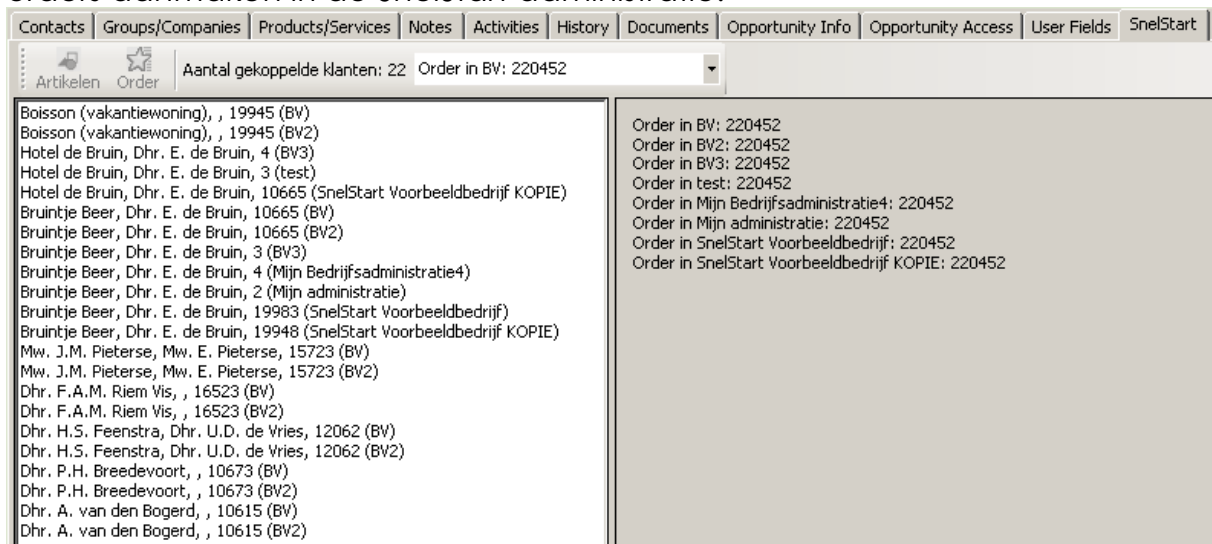 orders aanmaken in de snelstart administratie.
Contacts Groups/Companies Products/Services Notes Activities History Documents Opportunity Info Opportunity Access User Fields SnelStart
Artikelen Order Aantal gekoppelde klanten: 22 Order in BV: 220452
Boisson (vakantiewoning), , 19945 (BV)
Boisson (vakantiewoning), , 19945 (BV2)
Hotel de Bruin, Dhr. E. de Bruin, 4 (BV3)
Hotel de Bruin, Dhr. E. de Bruin, 3 (test)
Hotel de Bruin, Dhr. E. de Bruin, 10665 (SnelStart Voorbeeldbedrijf KOPIE)
Bruintje Beer, Dhr. E. de Bruin, 10665 (BV)
Bruintje Beer, Dhr. E. de Bruin, 10665 (BV2)
Bruintje Beer, Dhr. E. de Bruin, 3 (BV3)
Bruintje Beer, Dhr. E. de Bruin, 4 (Mijn Bedrijfsadministratie4)
Bruintje Beer, Dhr. E. de Bruin, 2 (Mijn administratie)
Bruintje Beer, Dhr. E. de Bruin, 19983 (SnelStart Voorbeeldbedrijf)
Bruintje Beer, Dhr. E. de Bruin, 19948 (SnelStart Voorbeeldbedrijf KOPIE)
Mw. J.M. Pieterse, Mw. E. Pieterse, 15723 (BV)
Mw. J.M. Pieterse, Mw. E. Pieterse, 15723 (BV2)
Dhr. F.A.M. Riem Vis, , 16523 (BV)
Dhr. F.A.M. Riem Vis, , 16523 (BV2)
Dhr. H.S. Feenstra, Dhr. U.D. de Vries, 12062 (BV)
Dhr. H.S. Feenstra, Dhr. U.D. de Vries, 12062 (BV2)
Dhr. P.H. Breedevoort, , 10673 (BV)
Dhr. P.H. Breedevoort, , 10673 (BV2)
Dhr. A. van den Bogerd, , 10615 (BV)
Dhr. A. van den Bogerd, , 10615 (BV2)
Order in BV: 220452
Order in BV2: 220452
Order in BV3: 220452
Order in test: 220452
Order in Mijn Bedrijfsadministratie4: 220452
Order in Mijn administratie: 220452
Order in SnelStart Voorbeeldbedrijf: 220452
Order in SnelStart Voorbeeldbedrijf KOPIE: 220452